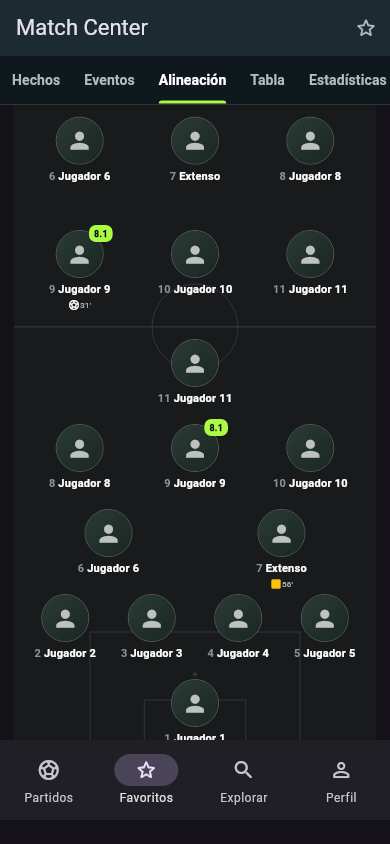 Match Center
Hechos Eventos Alineación Tabla Estadísticas
6 Jugador 6 7 Extenso 8 Jugador 8
8.1
9 Jugador 9 10 Jugador 10 11 Jugador 11
31'
11 Jugador 11
8.1
8 Jugador 8 9 Jugador 9 10 Jugador 10
6 Jugador 6 7 Extenso
56'
2 Jugador 2 3 Jugador 3 4 Jugador 4 5 Jugador 5
1 Jugador 1
Partidos Favoritos Explorar Perfil